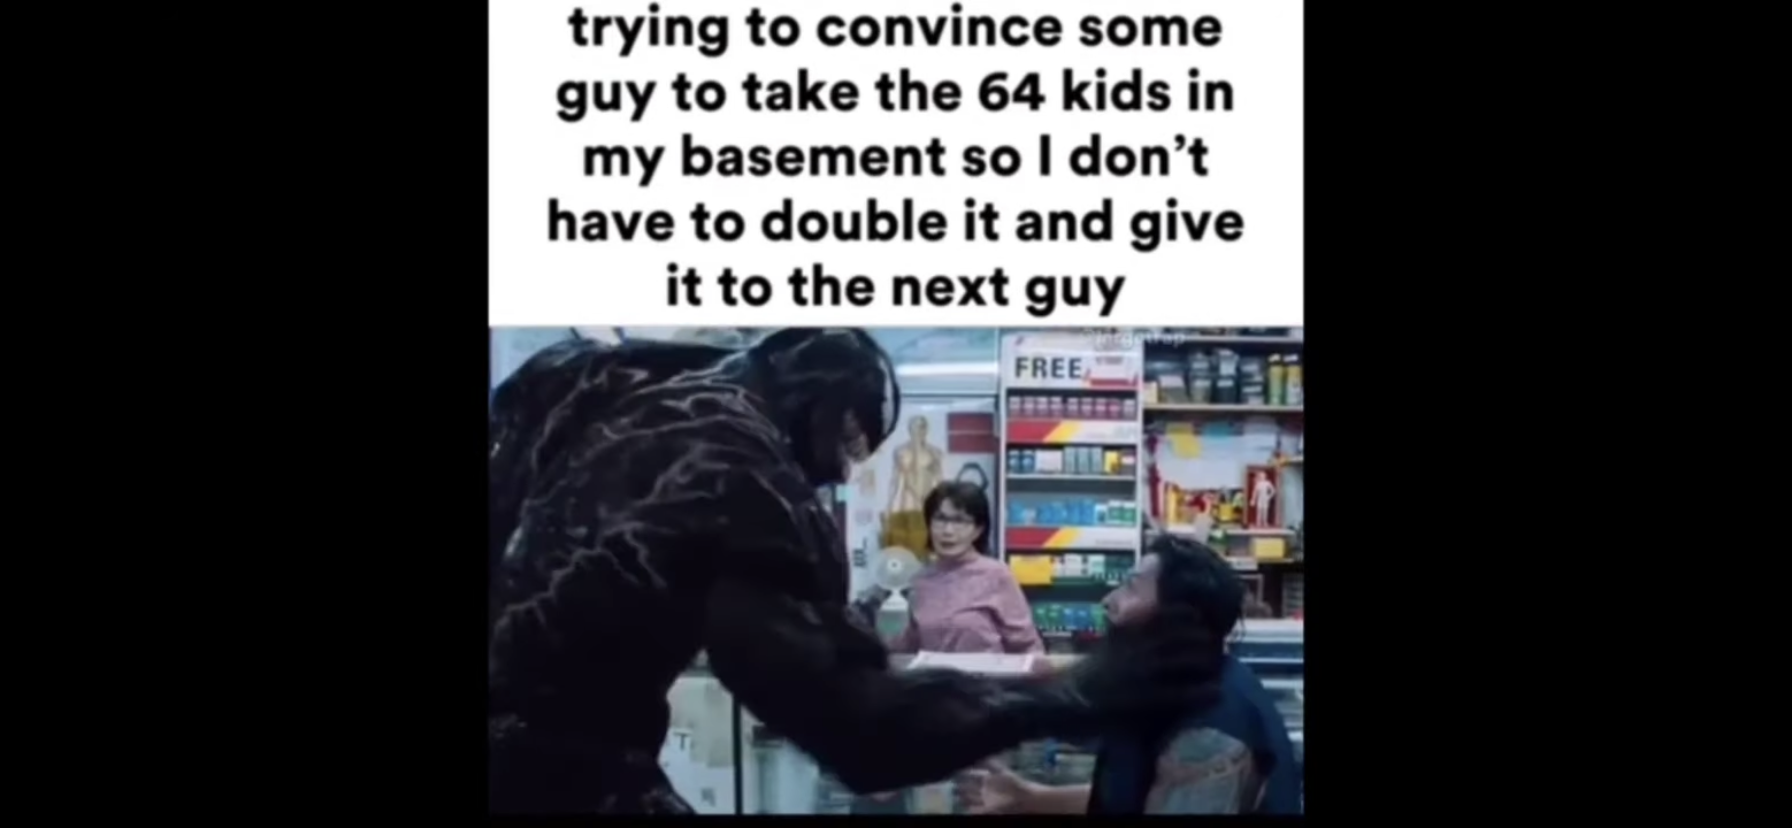 trying to convince some
guy to take the 64 kids in
my basement so I don’t
have to double it and give
it to the next guy
FREE